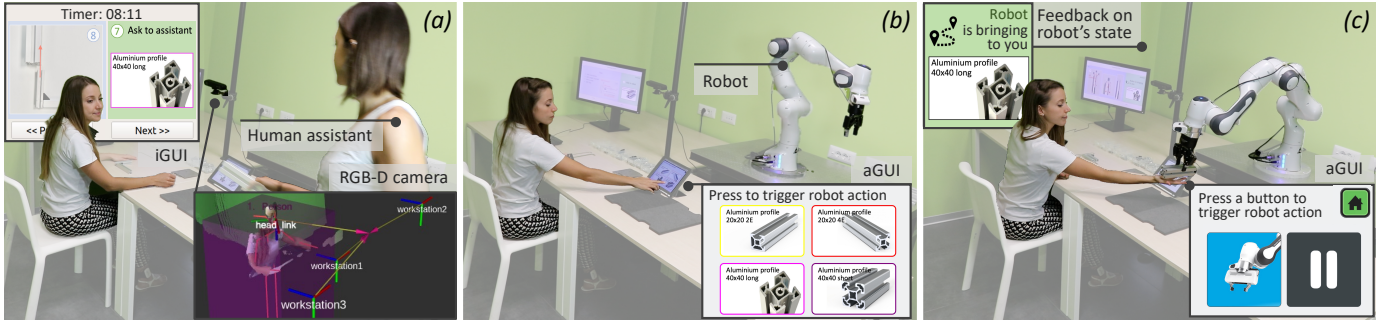 Timer: 08:11
(a)
8
7 Ask to assistant
Aluminium profile
40x40 long
Next >>
iGUI
Human assistant
RGB-D camera
head_link
workstation2
workstation1
workstation3
(b)
Robot
aGUI
Press to trigger robot action
Aluminium profile
20x20 2E
Aluminium profile
20x20 4E
Aluminium profile
40x40 long
Aluminium profile
40x40 short
(c)
Robot
is bringing
to you
Aluminium profile
40x40 long
Feedback on
robot's state
aGUI
Press a button to
trigger robot action